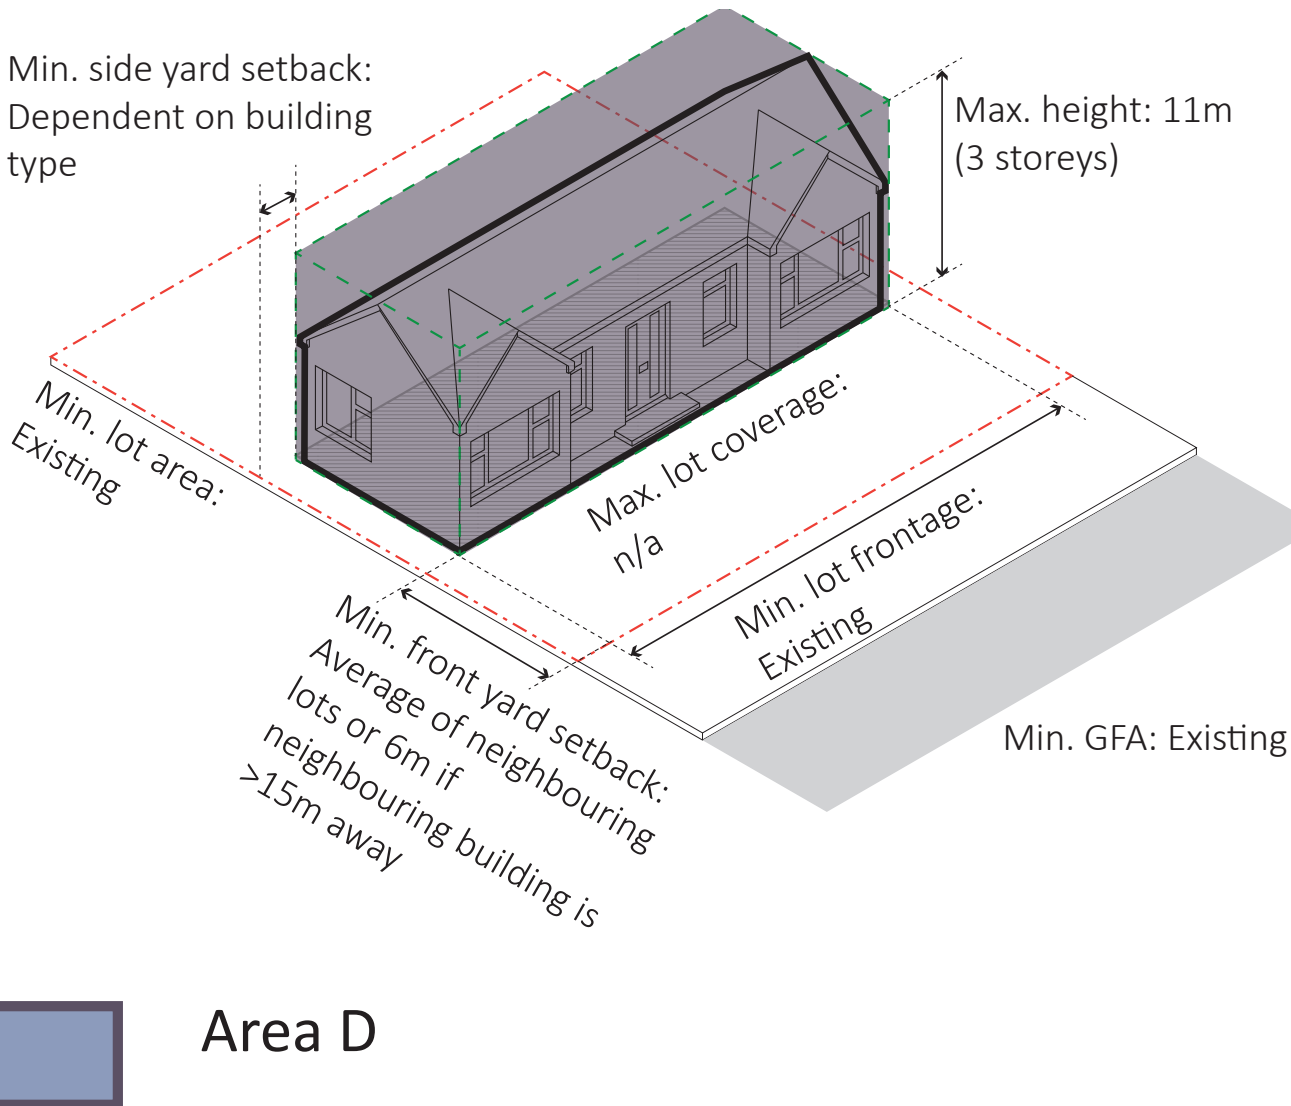 Min. side yard setback:
Dependent on building
type
Max. height: 11m
(3 storeys)
Min. lot area:
Existing
Max. lot coverage:
n/a
Min. lot frontage:
Existing
Min. front yard setback:
Average of neighbouring
lots or 6m if
neighbouring building is
>15m away
Min. GFA: Existing
Area D